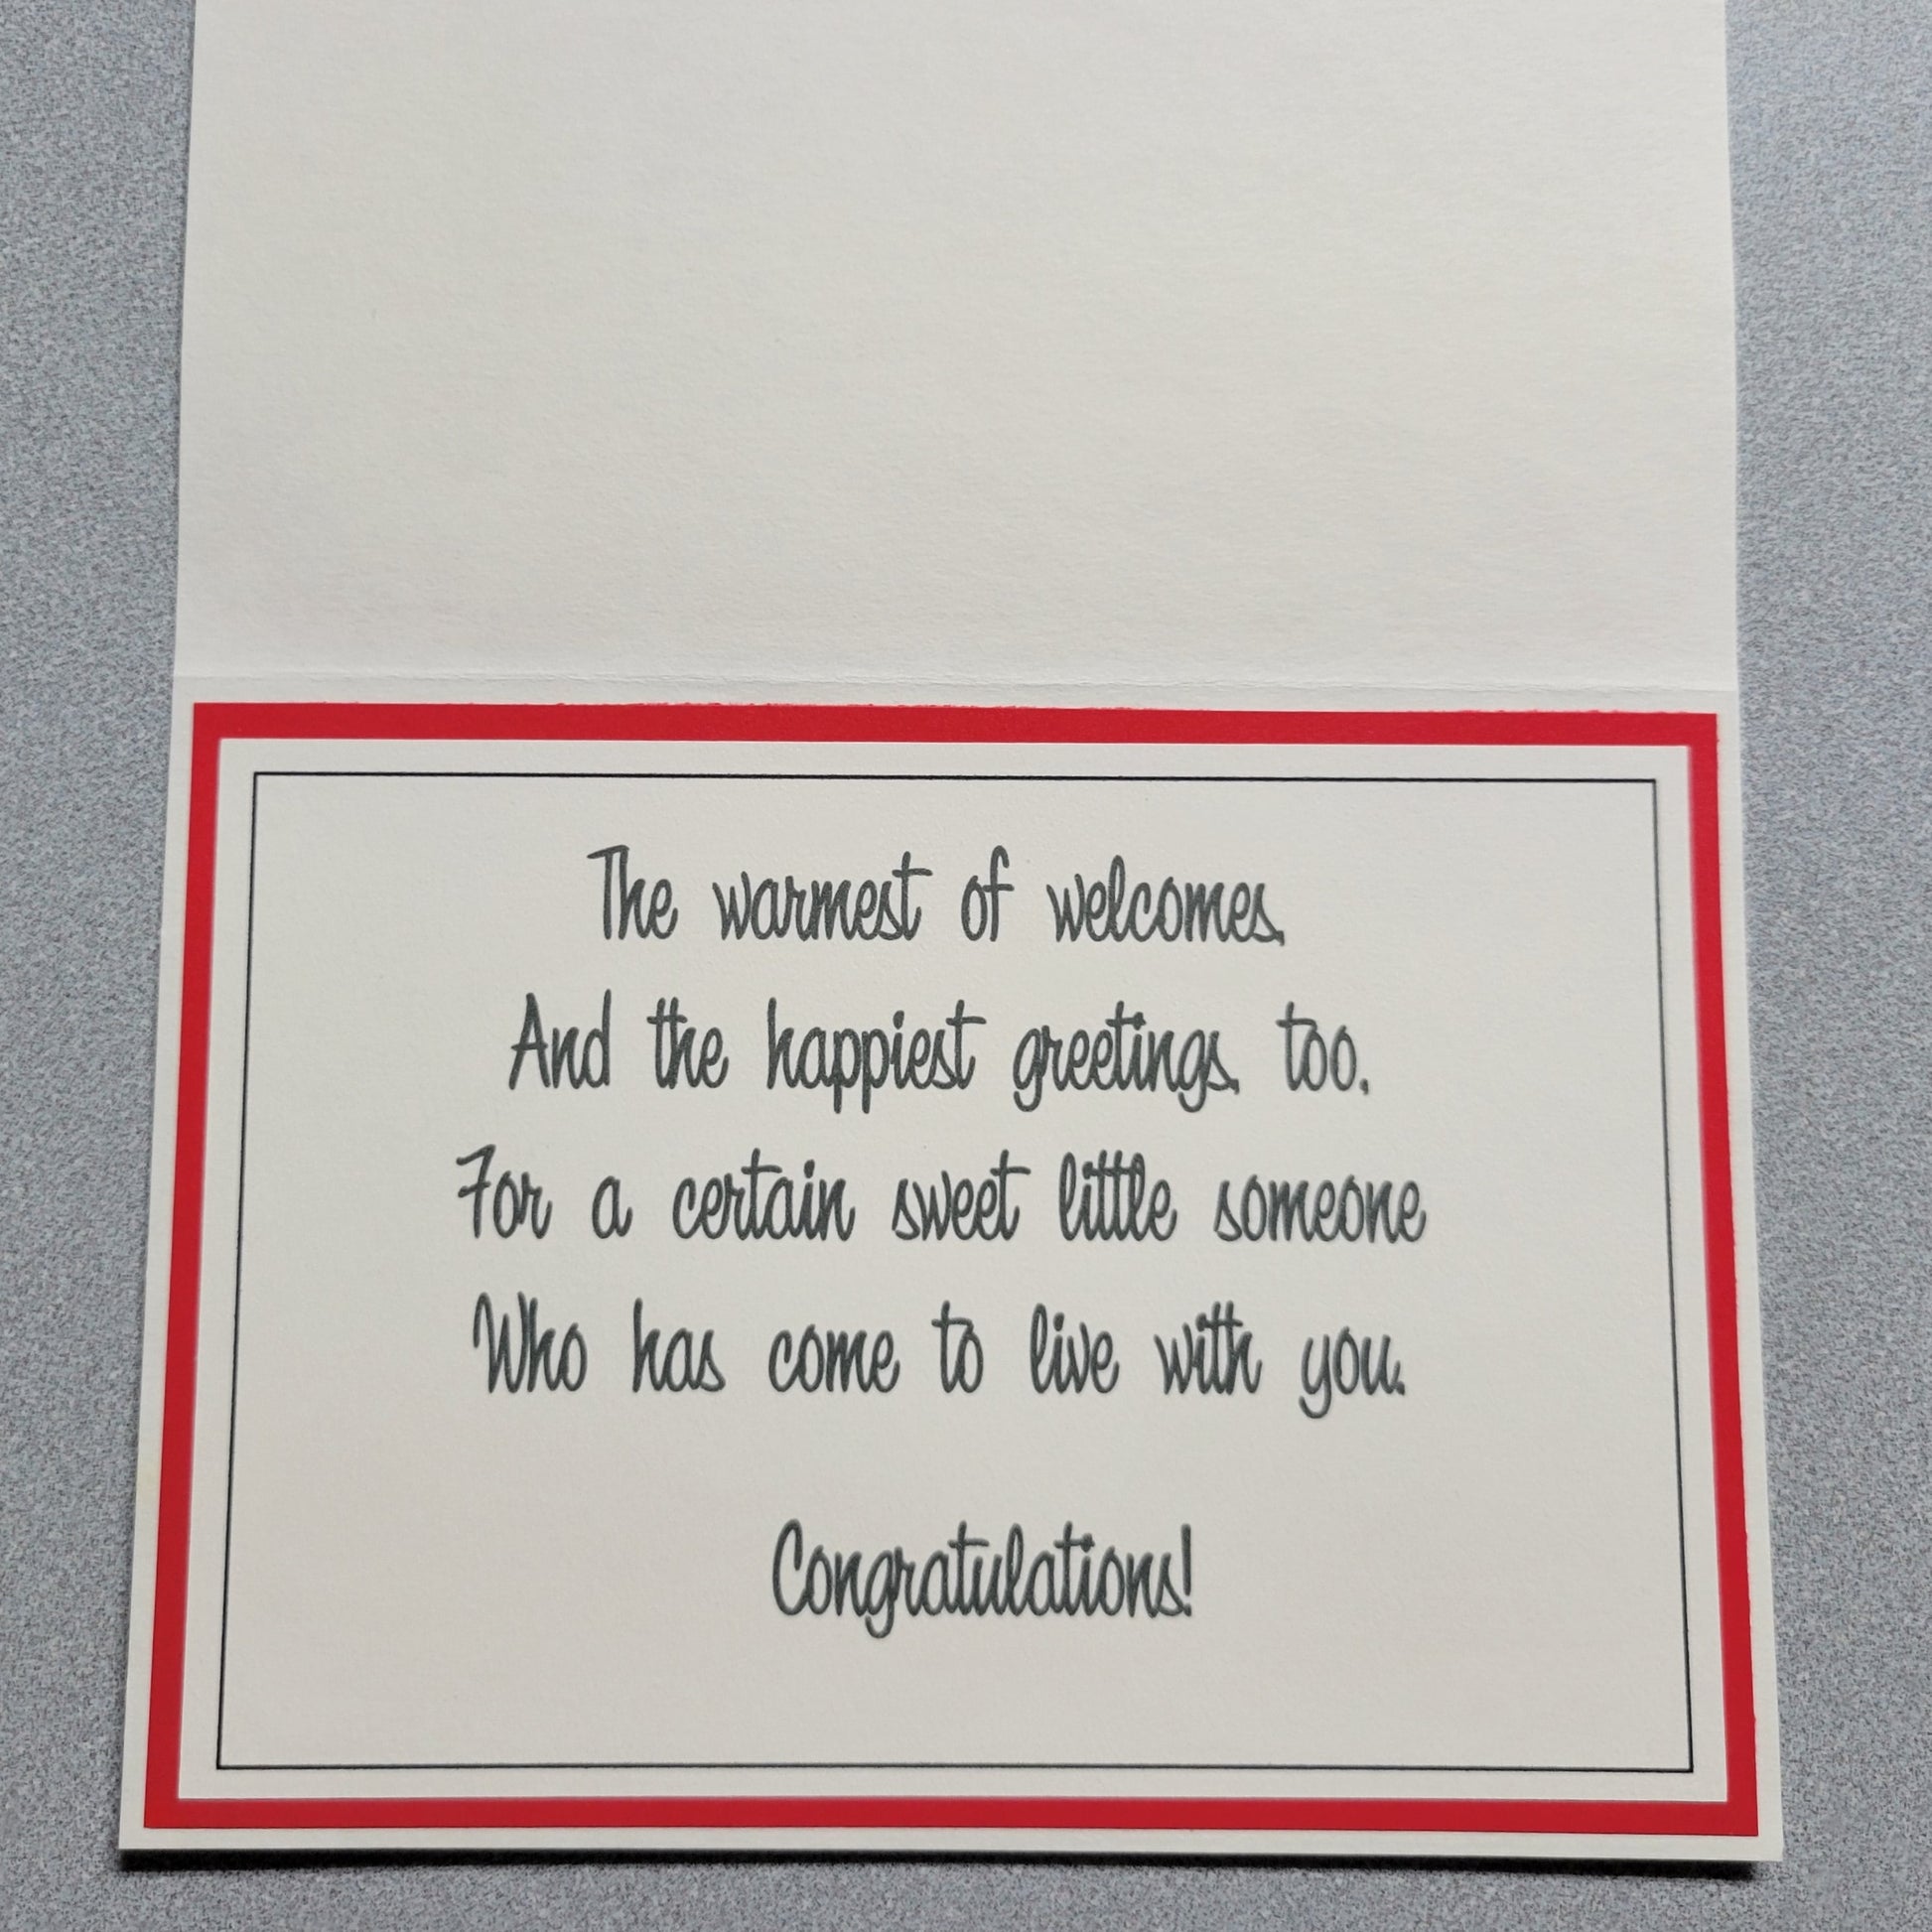 The warmest of welcomes,
And the happiest greetings, too,
For a certain sweet little someone
Who has come to live with you.
Congratulations!